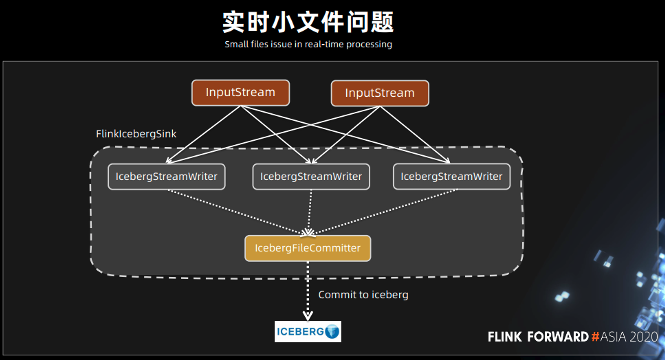 实时小文件问题
Small files issue in real-time processing
InputStream
InputStream
FlinkIcebergSink
IcebergStreamWriter
IcebergStreamWriter
IcebergStreamWriter
IcebergFileCommitter
Commit to iceberg
ICEBERG
FLINK FORWARD #ASIA 2020